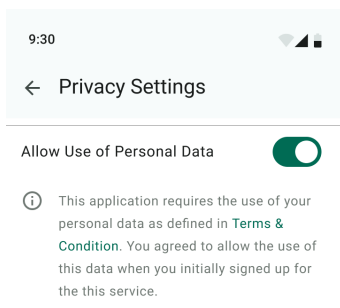 9:30
Privacy Settings
Allow Use of Personal Data
This application requires the use of your
personal data as defined in Terms &
Condition. You agreed to allow the use of
this data when you initially signed up for
the this service.